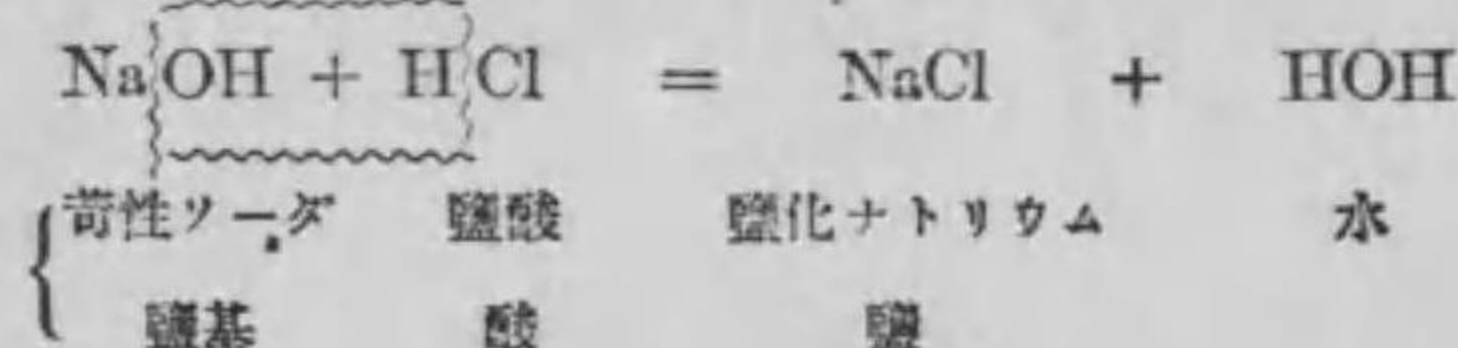 NaOH + HCl = NaCl + HOH
苛性ソーダ 鹽酸 鹽化ナトリウム 水
鹽基 酸 鹽